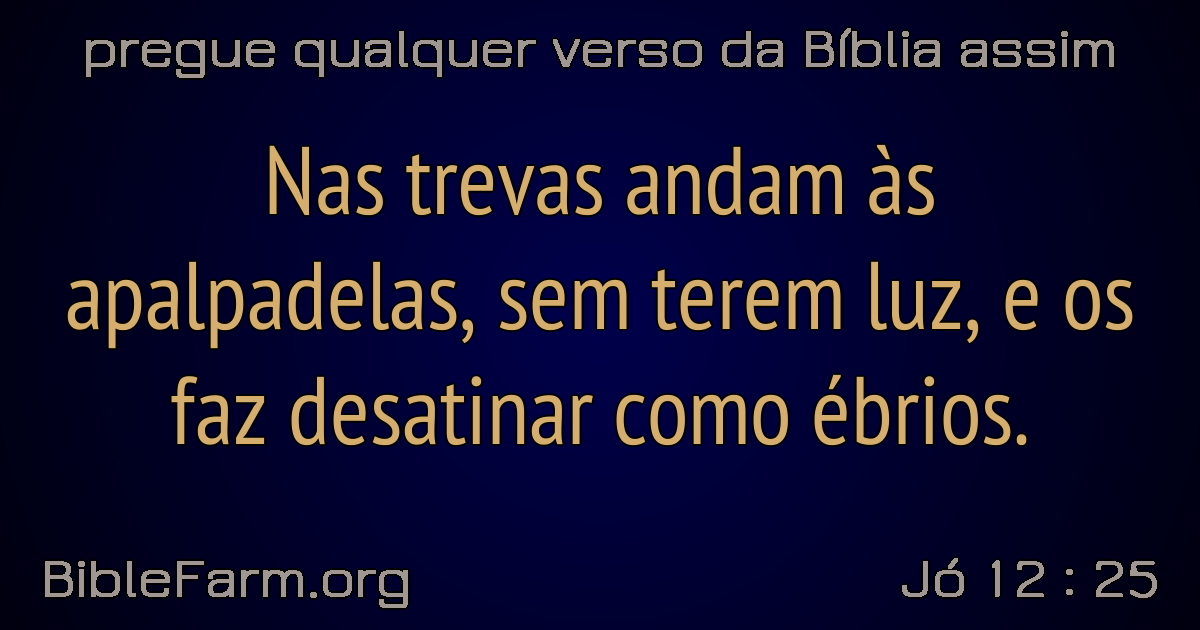 pregue qualquer verso da Bíblia assim
Nas trevas andam às
apalpadelas, sem terem luz, e os
faz desatinar como ébrios.
BibleFarm.org
Jó 12 : 25